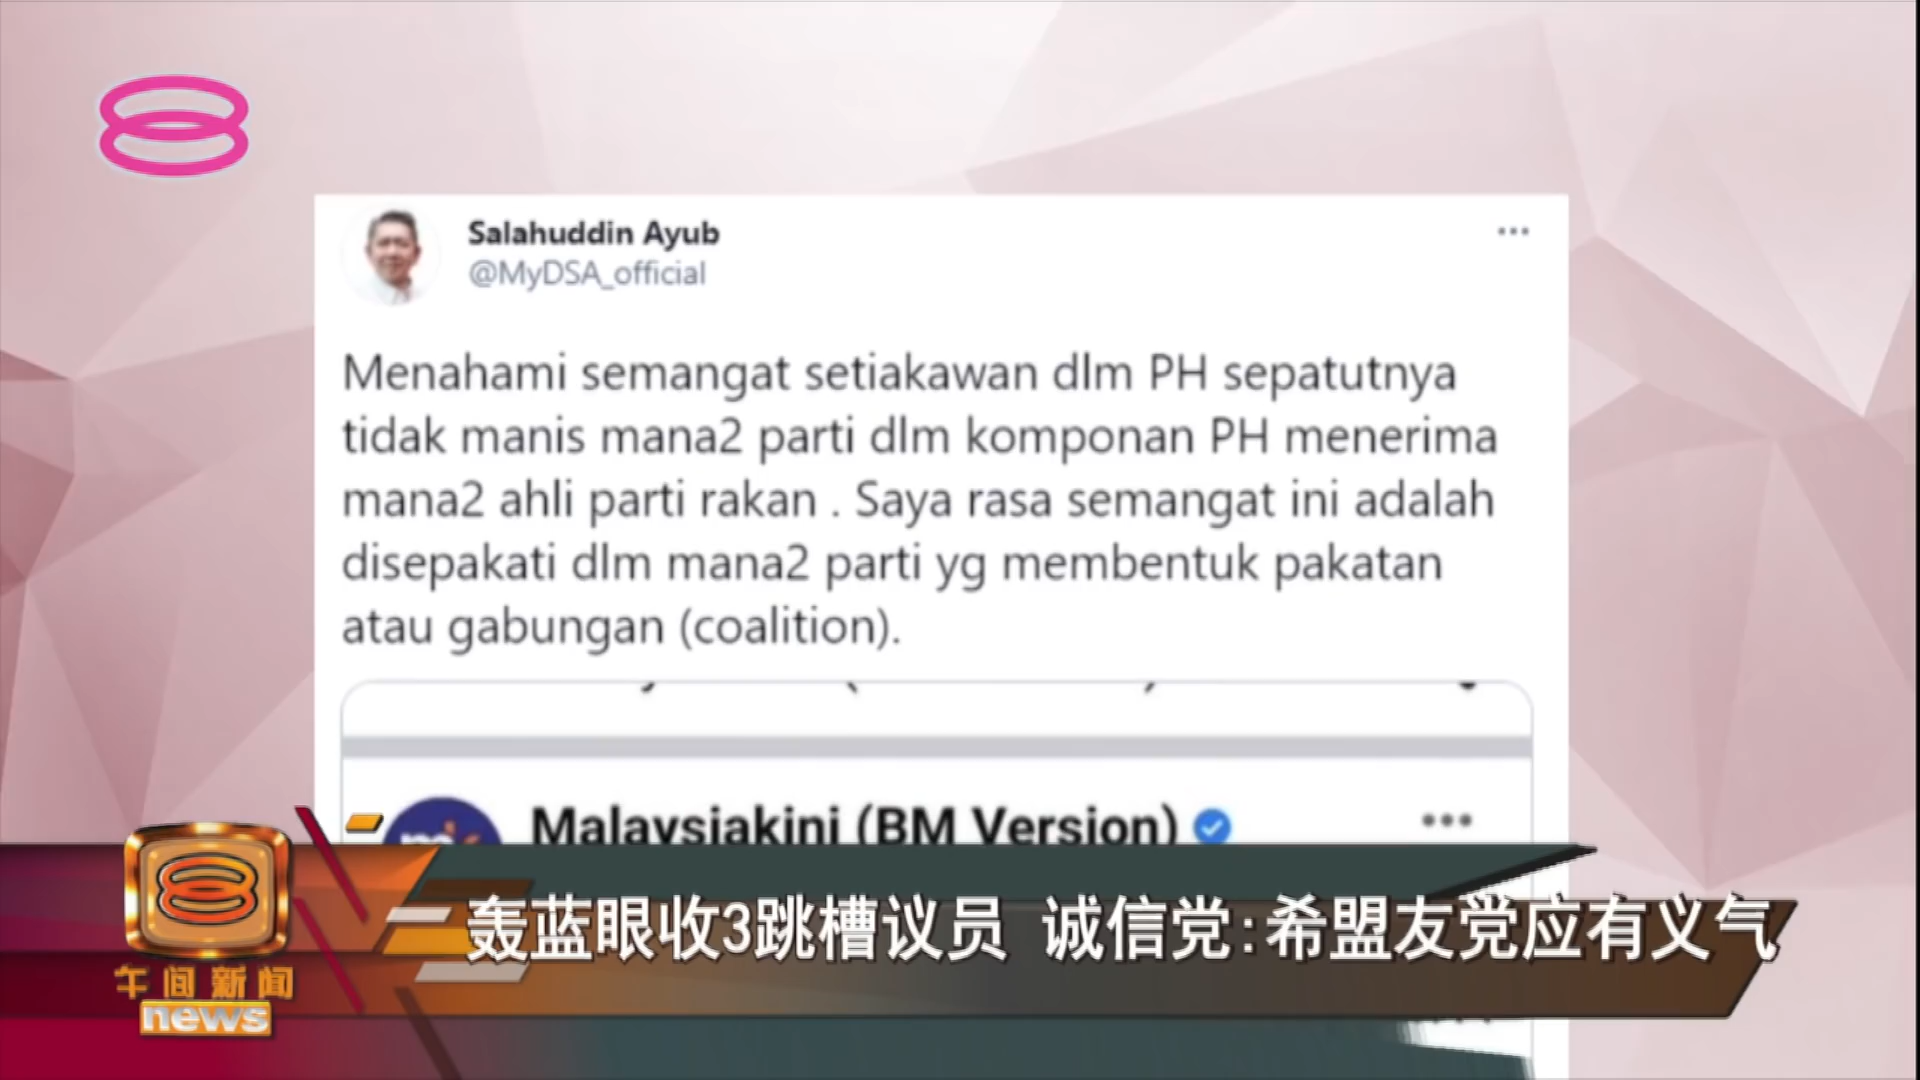 Salahuddin Ayub
@MyDSA_official
Menahami semangat setiakawan dlm PH sepatutnya
tidak manis mana2 parti dlm komponan PH menerima
mana2 ahli parti rakan . Saya rasa semangat ini adalah
disepakati dlm mana2 parti yg membentuk pakatan
atau gabungan (coalition).
Malaysiakini (BM Version)
轰蓝眼收3跳槽议员 诚信党:希盟友党应有义气
午间新闻
news